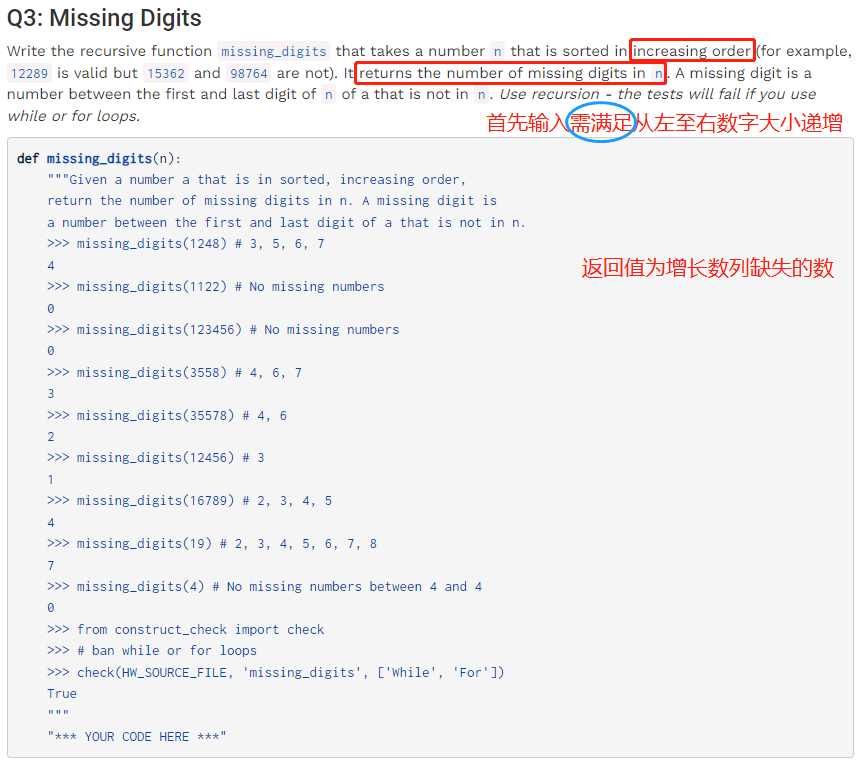 Q3: Missing Digits
Write the recursive function missing_digits that takes a number n that is sorted in increasing order (for example,
12289 is valid but 15362 and 98764 are not). It returns the number of missing digits in n. A missing digit is a
number between the first and last digit of n of a that is not in n. Use recursion - the tests will fail if you use
while or for loops.
首先输入需满足从左至右数字大小递增
def missing_digits(n):
"""Given a number a that is in sorted, increasing order,
return the number of missing digits in n. A missing digit is
a number between the first and last digit of a that is not in n.
>>> missing_digits(1248) # 3, 5, 6, 7
4
返回值为增长数列缺失的数
>>> missing_digits(1122) # No missing numbers
0
>>> missing_digits(123456) # No missing numbers
0
>>> missing_digits(3558) # 4, 6, 7
3
>>> missing_digits(35578) # 4, 6
2
>>> missing_digits(12456) # 3
1
>>> missing_digits(16789) # 2, 3, 4, 5
4
>>> missing_digits(19) # 2, 3, 4, 5, 6, 7, 8
7
>>> missing_digits(4) # No missing numbers between 4 and 4
0
>>> from construct_check import check
>>> # ban while or for loops
>>> check(HW_SOURCE_FILE, 'missing_digits', ['While', 'For'])
True
"""
"*** YOUR CODE HERE ***"